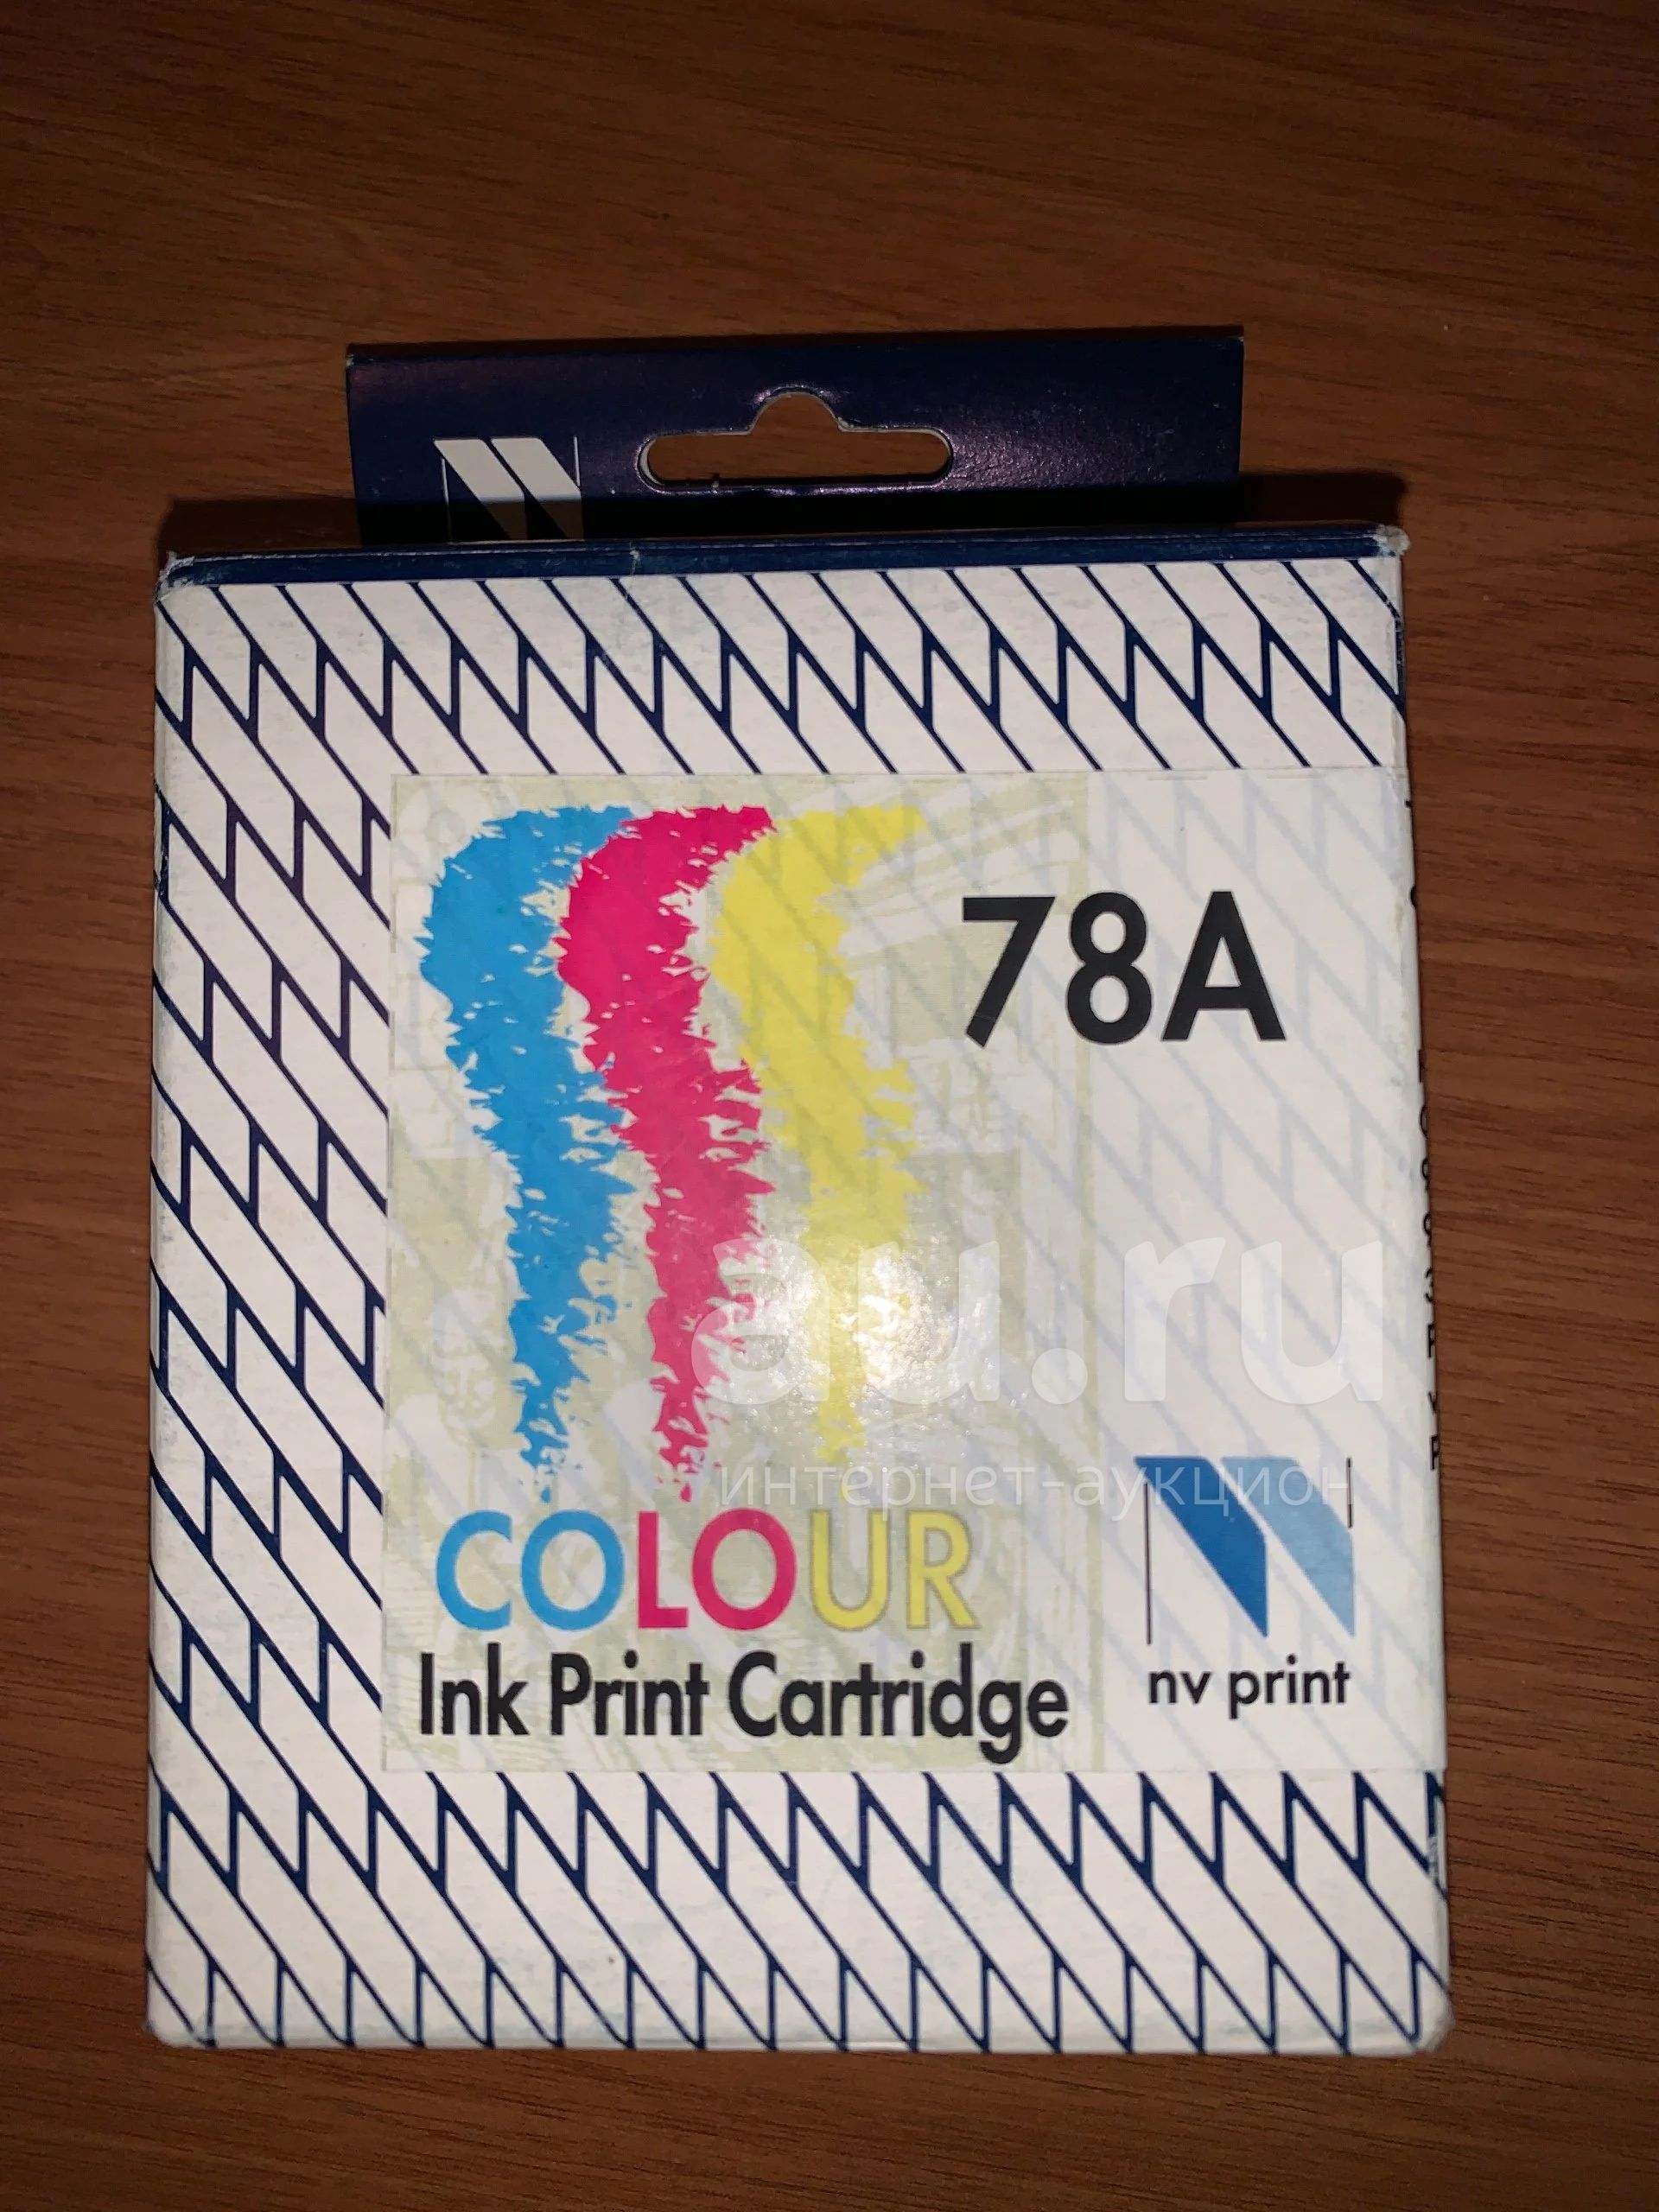 78A
au.ru
интернет-аукцион
COLOUR
Ink Print Cartridge
nv print